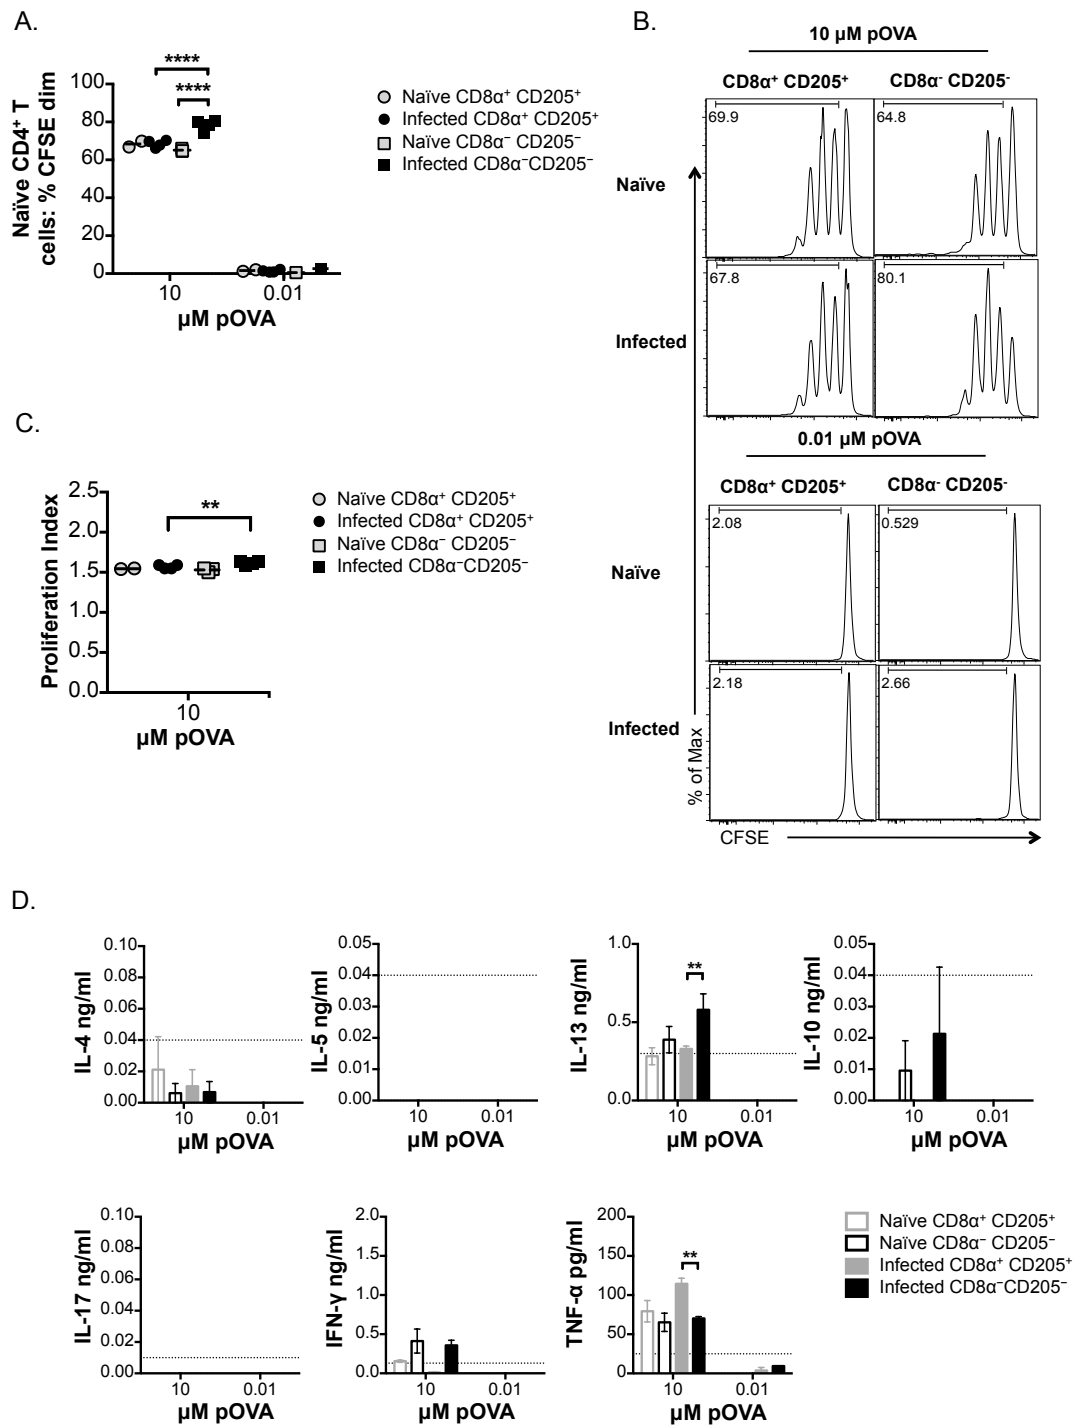 A.
****
****
100
80
60
40
20
0
Naïve CD4⁺ T
cells: % CFSE dim
10
0.01
µM pOVA
Naïve CD8α⁺ CD205⁺
Infected CD8α⁺ CD205⁺
Naïve CD8α⁻ CD205⁻
Infected CD8α⁻CD205⁻
B.
10 µM pOVA
CD8α⁺ CD205⁺
CD8α⁻ CD205⁻
69.9
64.8
Naïve
67.8
80.1
Infected
0.01 µM pOVA
CD8α⁺ CD205⁺
CD8α⁻ CD205⁻
2.08
0.529
Naïve
2.18
2.66
Infected
% of Max
CFSE
C.
2.5
2.0
1.5
1.0
0.5
0.0
Proliferation Index
**
10
µM pOVA
Naïve CD8α⁺ CD205⁺
Infected CD8α⁺ CD205⁺
Naïve CD8α⁻ CD205⁻
Infected CD8α⁻CD205⁻
D.
IL-4 ng/ml
0.10
0.08
0.06
0.04
0.02
0.00
10
0.01
µM pOVA
IL-5 ng/ml
0.05
0.04
0.03
0.02
0.01
0.00
10
0.01
µM pOVA
IL-13 ng/ml
1.0
0.5
0.0
**
10
0.01
µM pOVA
IL-10 ng/ml
0.05
0.04
0.03
0.02
0.01
0.00
10
0.01
µM pOVA
IL-17 ng/ml
0.10
0.08
0.06
0.04
0.02
0.00
10
0.01
µM pOVA
IFN-γ ng/ml
2.0
1.5
1.0
0.5
0.0
10
0.01
µM pOVA
TNF-α pg/ml
200
150
100
50
0
**
10
0.01
µM pOVA
Naïve CD8α⁺ CD205⁺
Naïve CD8α⁻ CD205⁻
Infected CD8α⁺ CD205⁺
Infected CD8α⁻CD205⁻